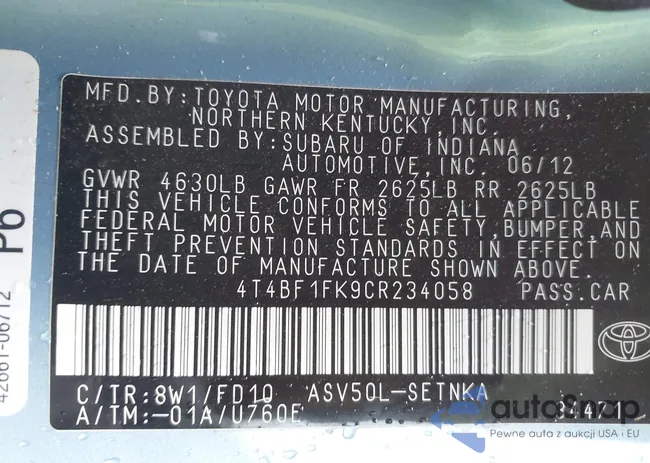 MFD.BY:TOYOTA MOTOR MANUFACTURING,
NORTHERN KENTUCKY,INC.
ASSEMBLED BY:SUBARU OF INDIANA
AUTOMOTIVE,INC. 06/12
GVWR 4630LB GAWR FR 2625LB RR 2625LB
THIS VEHICLE CONFORMS TO ALL APPLICABLE
FEDERAL MOTOR VEHICLE SAFETY,BUMPER,AND
THEFT PREVENTION STANDARDS IN EFFECT ON
THE DATE OF MANUFACTURE SHOWN ABOVE.
4T4BF1FK9CR234058 PASS.CAR
C/TR:8W1/FD10 ASV50L-SETNKA
A/TM:-01A/U760E
P6
42661-06712
autoSnap
Pewne auta z aukcji USA i EU